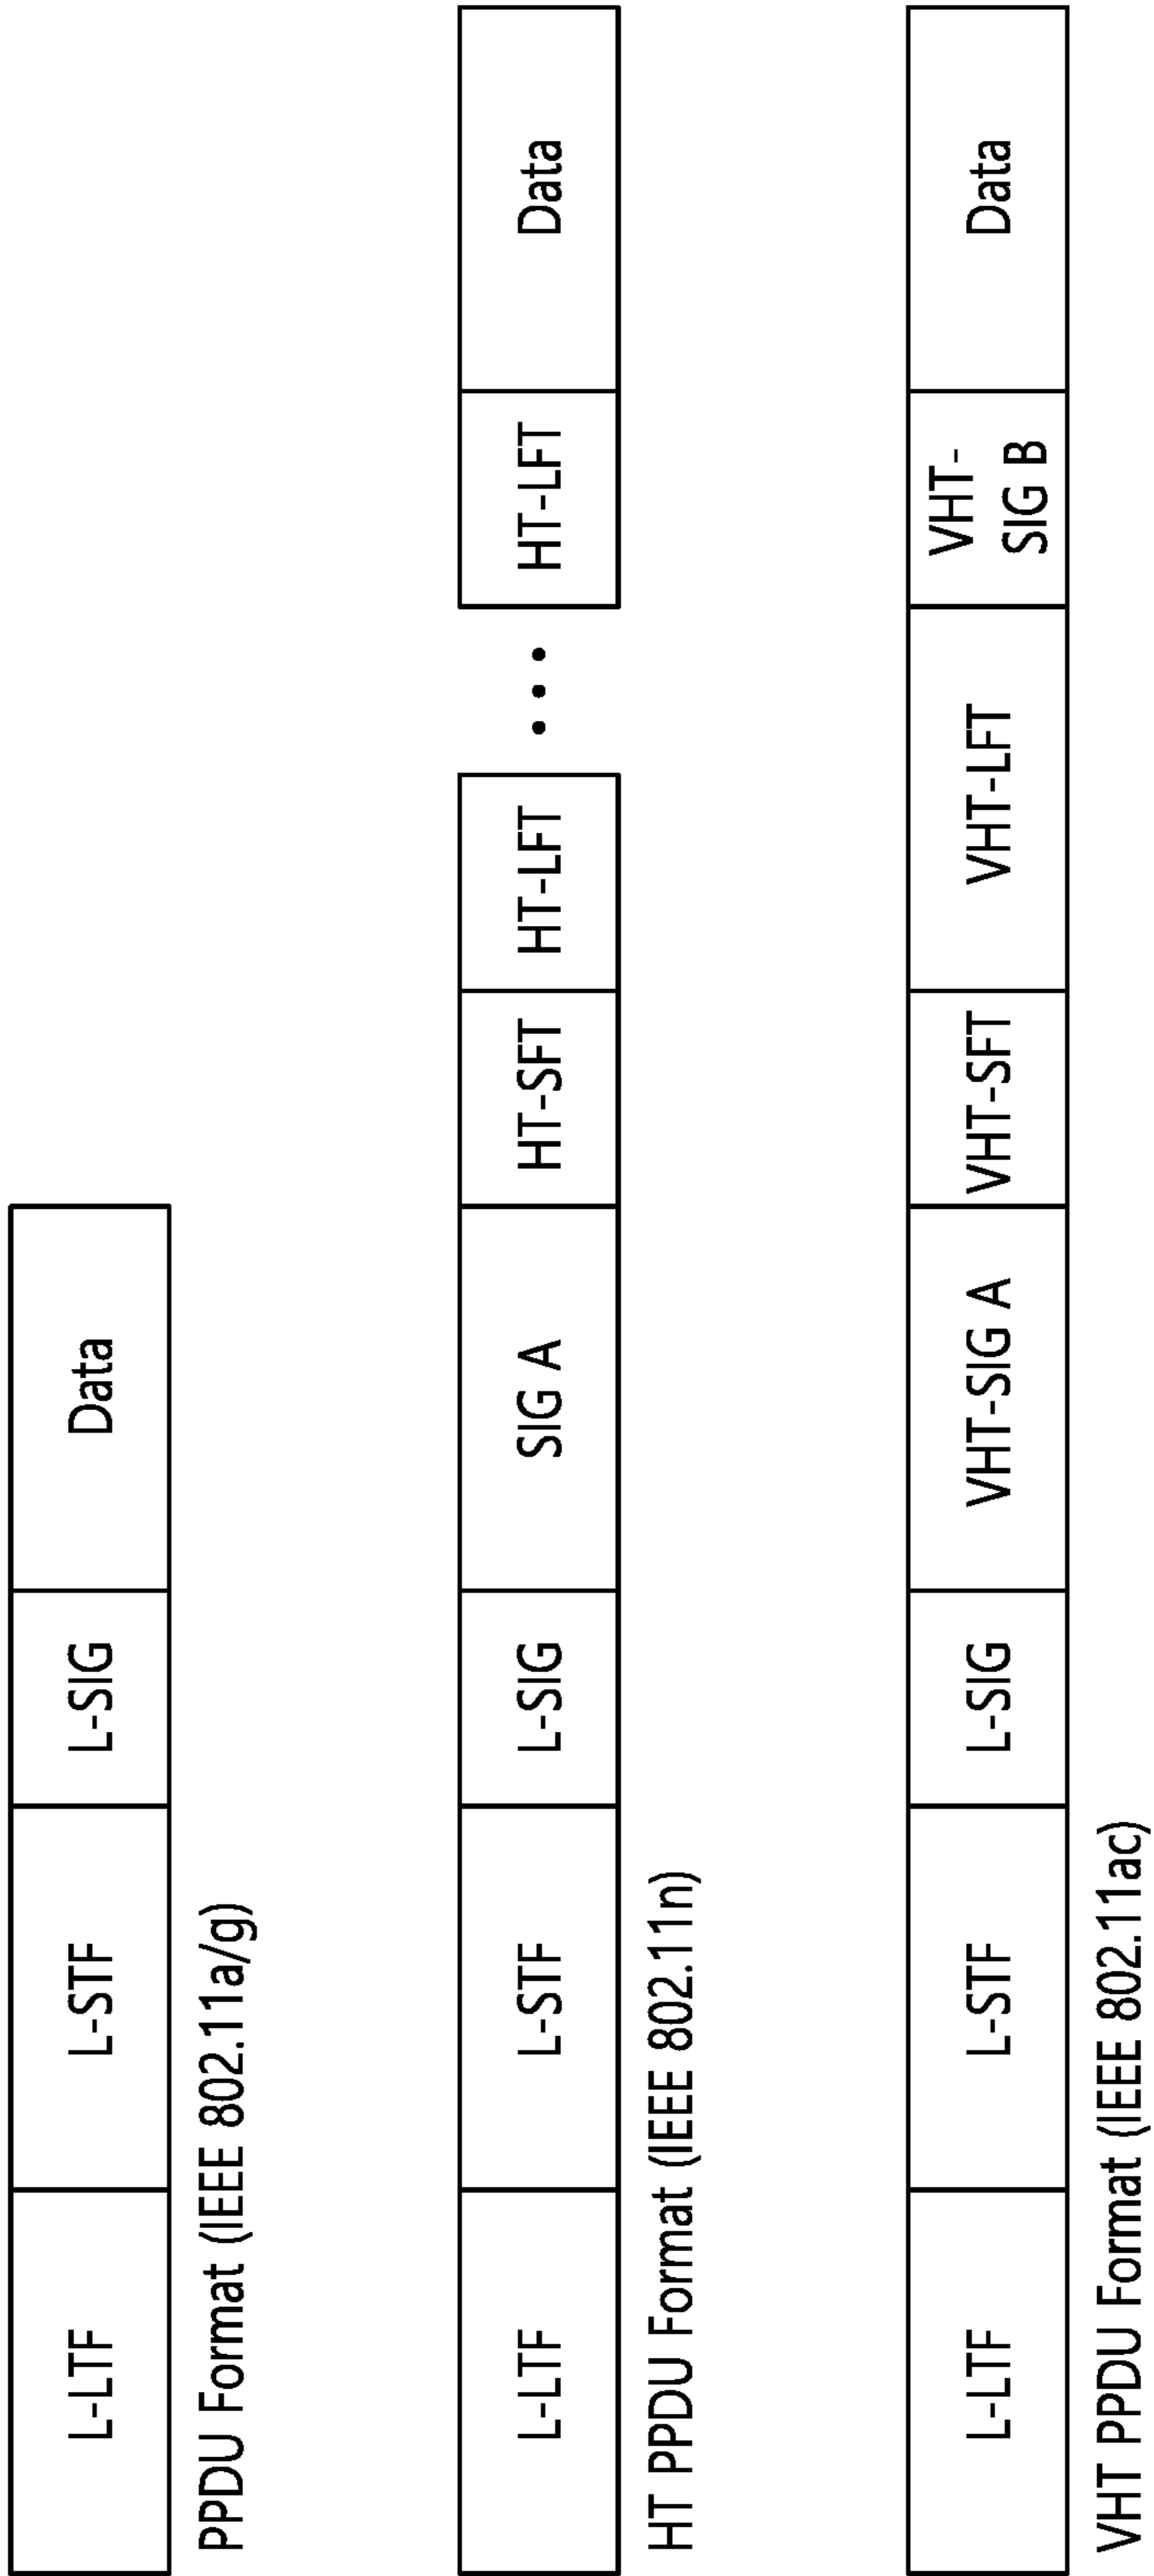 L-LTF
L-STF
L-SIG
Data
PPDU Format (IEEE 802.11a/g)
L-LTF
L-STF
L-SIG
SIG A
HT-SFT
HT-LFT
• • •
HT-LFT
Data
HT PPDU Format (IEEE 802.11n)
L-LTF
L-STF
L-SIG
VHT-SIG A
VHT-SFT
VHT-LFT
VHT-
SIG B
Data
VHT PPDU Format (IEEE 802.11ac)